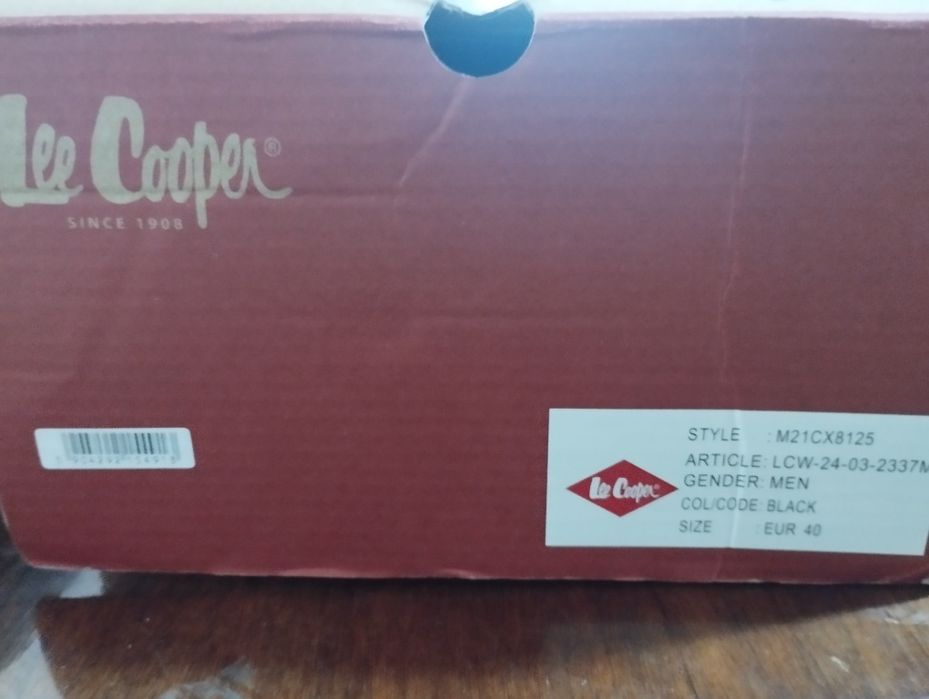 Lee Cooper®
SINCE 1908
STYLE : M21CX8125
ARTICLE: LCW-24-03-2337M
GENDER: MEN
Lee Cooper
COL/CODE: BLACK
SIZE : EUR 40